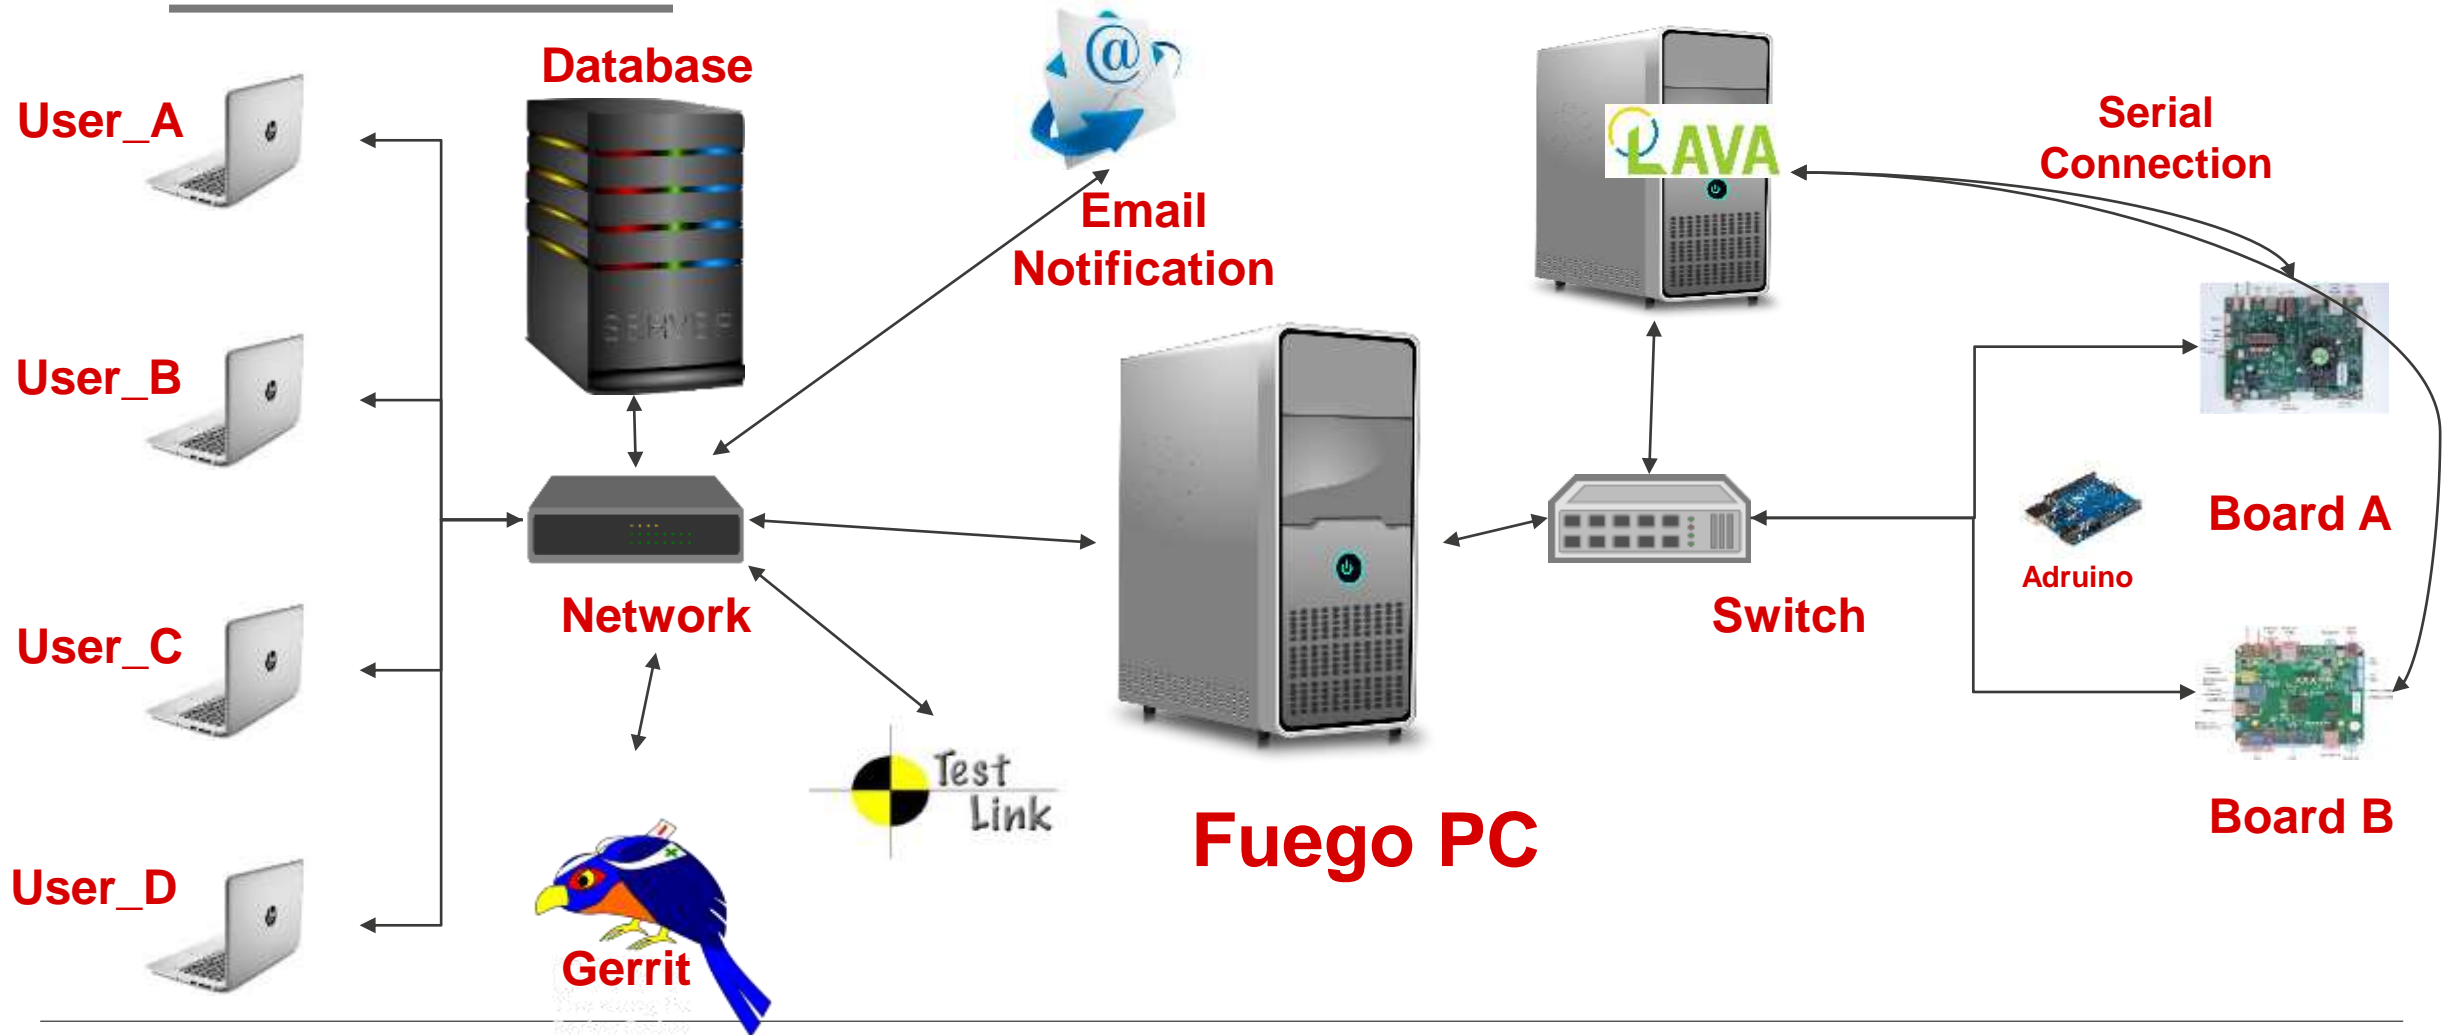 User_A
User_B
User_C
User_D
Database
SERVER
Network
Gerrit
@
Email
Notification
Test
Link
Fuego PC
LAVA
Switch
Serial
Connection
Adruino
Board A
Board B